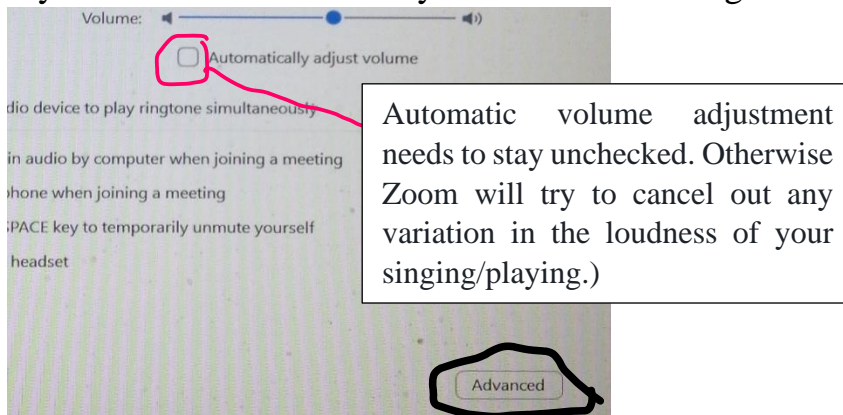 Volume:
Automatically adjust volume
dio device to play ringtone simultaneously
in audio by computer when joining a meeting
phone when joining a meeting
SPACE key to temporarily unmute yourself
headset
Automatic volume adjustment
needs to stay unchecked. Otherwise
Zoom will try to cancel out any
variation in the loudness of your
singing/playing.)
Advanced